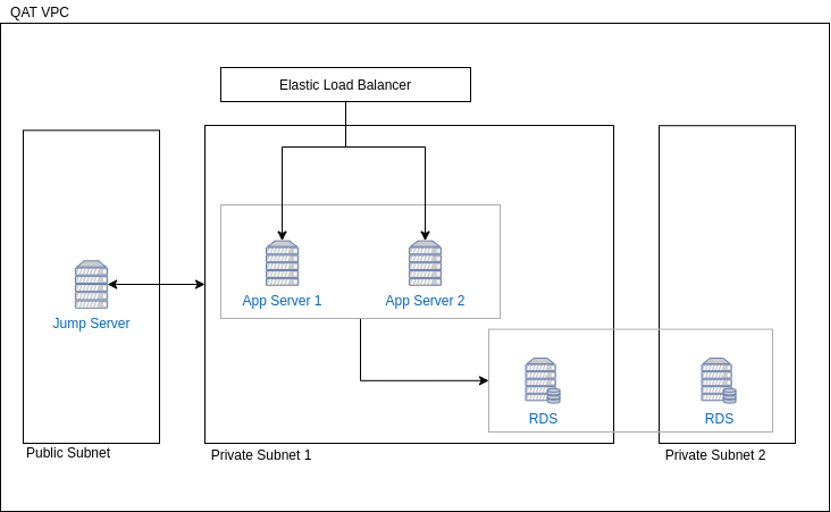 QAT VPC
Elastic Load Balancer
App Server 1
App Server 2
Jump Server
RDS
RDS
Public Subnet
Private Subnet 1
Private Subnet 2